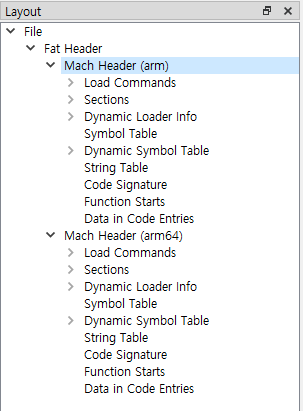 Layout
File
Fat Header
Mach Header (arm)
Load Commands
Sections
Dynamic Loader Info
Symbol Table
Dynamic Symbol Table
String Table
Code Signature
Function Starts
Data in Code Entries
Mach Header (arm64)
Load Commands
Sections
Dynamic Loader Info
Symbol Table
Dynamic Symbol Table
String Table
Code Signature
Function Starts
Data in Code Entries